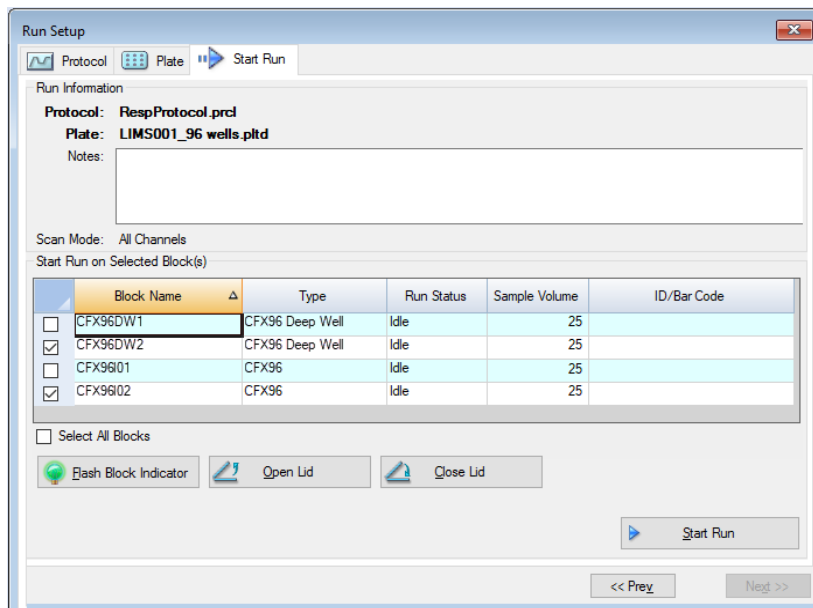 Run Setup
Protocol Plate Start Run
Run Information
Protocol: RespProtocol.prcl
Plate: LIMS001_96 wells.pltd
Notes:
Scan Mode: All Channels
Start Run on Selected Block(s)
Block Name Type Run Status Sample Volume ID/Bar Code
CFX96DW1 CFX96 Deep Well Idle 25
CFX96DW2 CFX96 Deep Well Idle 25
CFX96I01 CFX96 Idle 25
CFX96I02 CFX96 Idle 25
Select All Blocks
Flash Block Indicator Open Lid Close Lid
Start Run
<< Prev Next >>